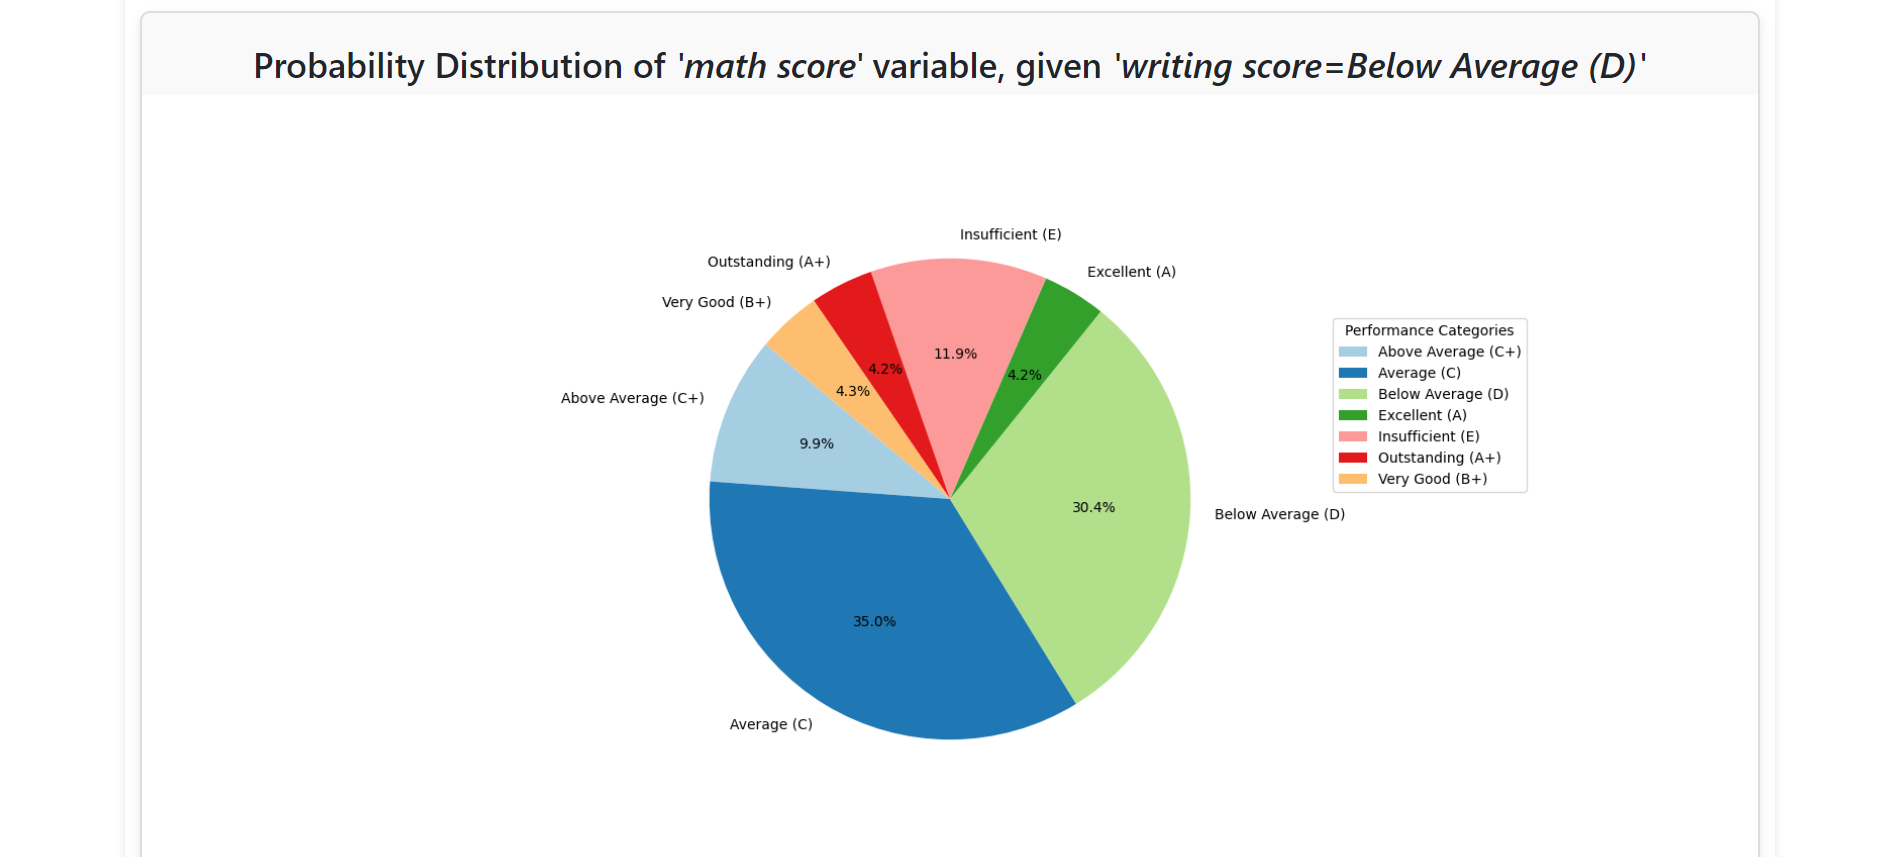 Probability Distribution of 'math score' variable, given 'writing score=Below Average (D)'
Insufficient (E)
Outstanding (A+)
Excellent (A)
Very Good (B+)
Above Average (C+)
Below Average (D)
Average (C)
11.9%
4.2%
4.2%
4.3%
9.9%
30.4%
35.0%
Performance Categories
Above Average (C+)
Average (C)
Below Average (D)
Excellent (A)
Insufficient (E)
Outstanding (A+)
Very Good (B+)